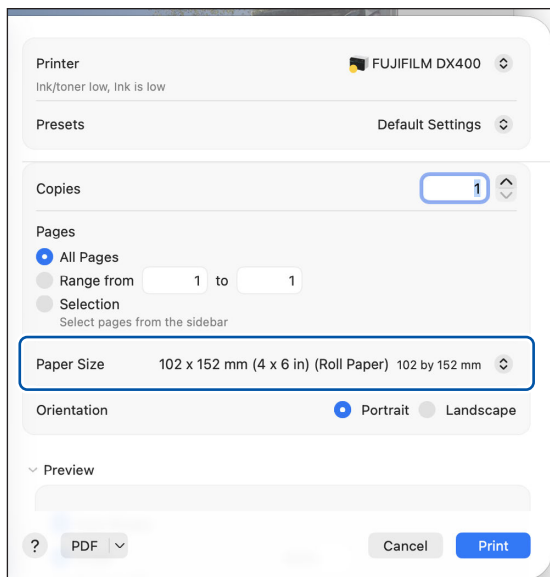 Printer FUJIFILM DX400
Ink/toner low, Ink is low
Presets Default Settings
Copies 1
Pages
All Pages
Range from 1 to 1
Selection
Select pages from the sidebar
Paper Size 102 x 152 mm (4 x 6 in) (Roll Paper) 102 by 152 mm
Orientation Portrait Landscape
Preview
? PDF Cancel Print